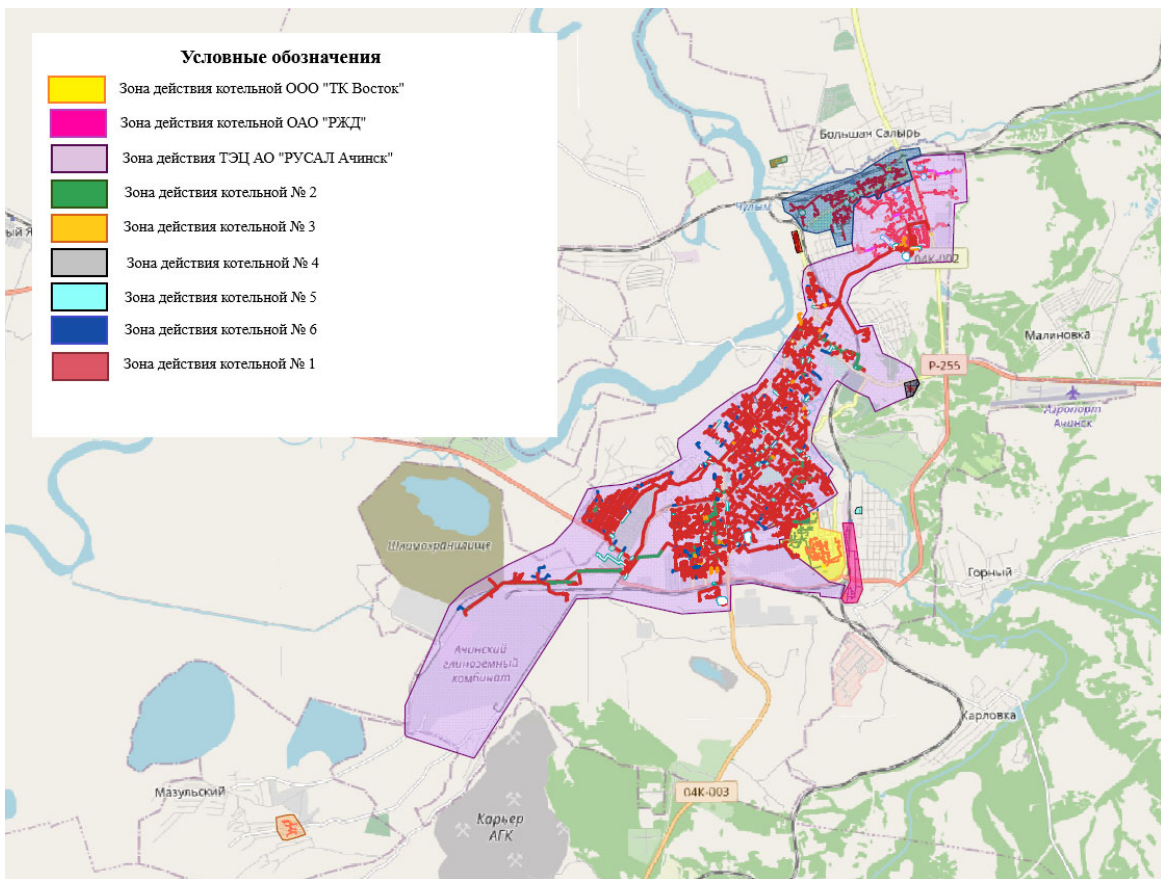 Условные обозначения
Зона действия котельной ООО "ТК Восток"
Зона действия котельной ОАО "РЖД"
Зона действия ТЭЦ АО "РУСАЛ Ачинск"
Зона действия котельной № 2
Зона действия котельной № 3
Зона действия котельной № 4
Зона действия котельной № 5
Зона действия котельной № 6
Зона действия котельной № 1
Большая Салырь
Чулым
04К-002
Малиновка
Р-255
Аэропорт
Ачинск
Шламохранилище
Горный
Ачинский
глиноземный
комбинат
Карловка
Мазульский
04К-003
Карьер
АГК